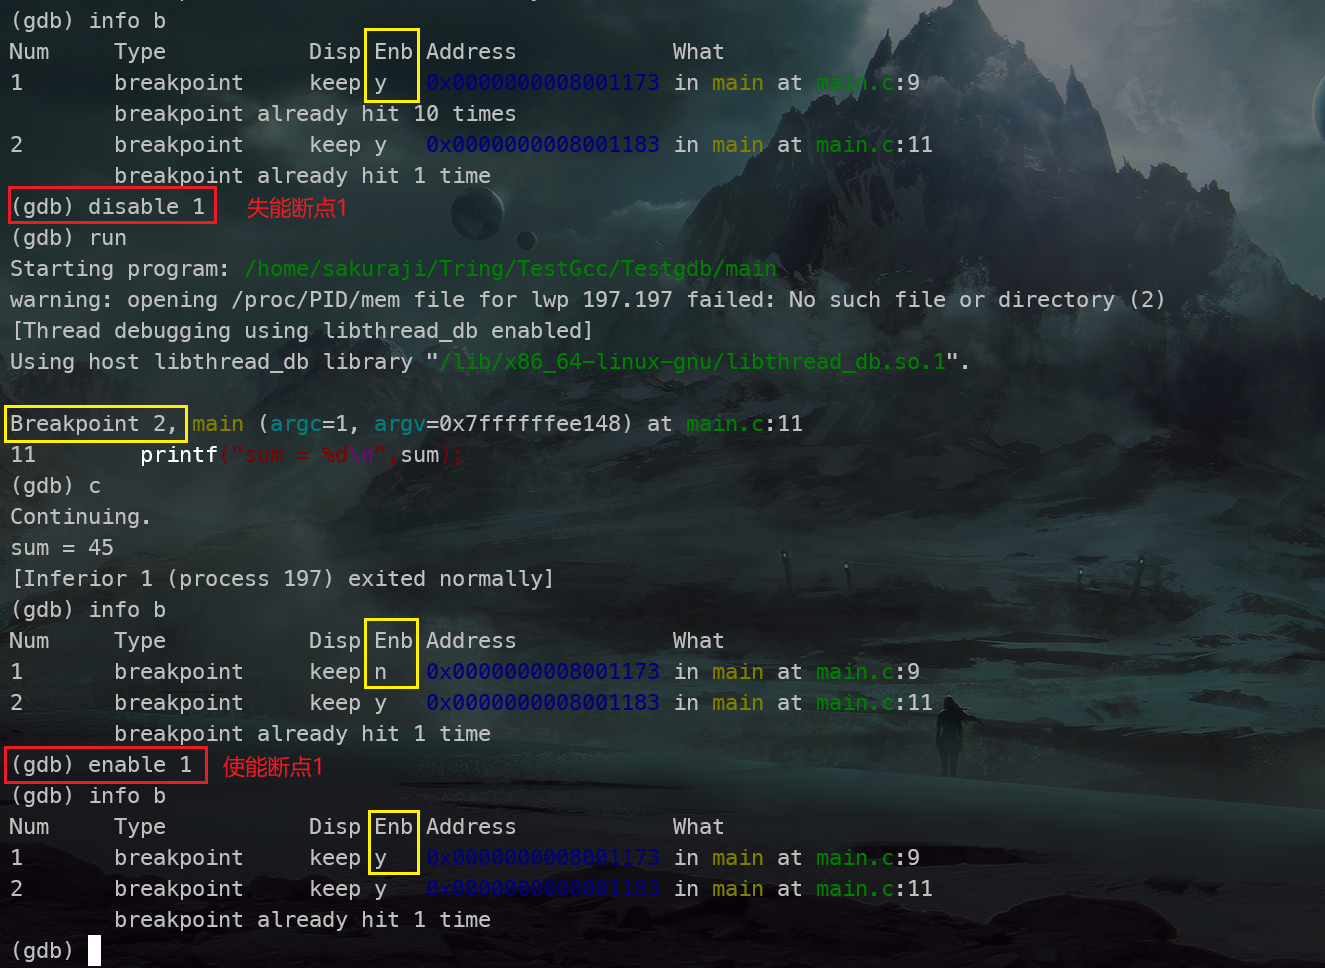 (gdb) info b
Num     Type           Disp Enb Address            What
1       breakpoint     keep y   0x0000000008001173 in main at main.c:9
        breakpoint already hit 10 times
2       breakpoint     keep y   0x0000000008001183 in main at main.c:11
        breakpoint already hit 1 time
(gdb) disable 1 失能断点1
(gdb) run
Starting program: /home/sakuraji/Tring/TestGcc/Testgdb/main
warning: opening /proc/PID/mem file for lwp 197.197 failed: No such file or directory (2)
[Thread debugging using libthread_db enabled]
Using host libthread_db library "/lib/x86_64-linux-gnu/libthread_db.so.1".
Breakpoint 2, main (argc=1, argv=0x7ffffffee148) at main.c:11
11        printf("sum = %d\n",sum);
(gdb) c
Continuing.
sum = 45
[Inferior 1 (process 197) exited normally]
(gdb) info b
Num     Type           Disp Enb Address            What
1       breakpoint     keep n   0x0000000008001173 in main at main.c:9
2       breakpoint     keep y   0x0000000008001183 in main at main.c:11
        breakpoint already hit 1 time
(gdb) enable 1 使能断点1
(gdb) info b
Num     Type           Disp Enb Address            What
1       breakpoint     keep y   0x0000000008001173 in main at main.c:9
2       breakpoint     keep y   0x0000000008001183 in main at main.c:11
        breakpoint already hit 1 time
(gdb)